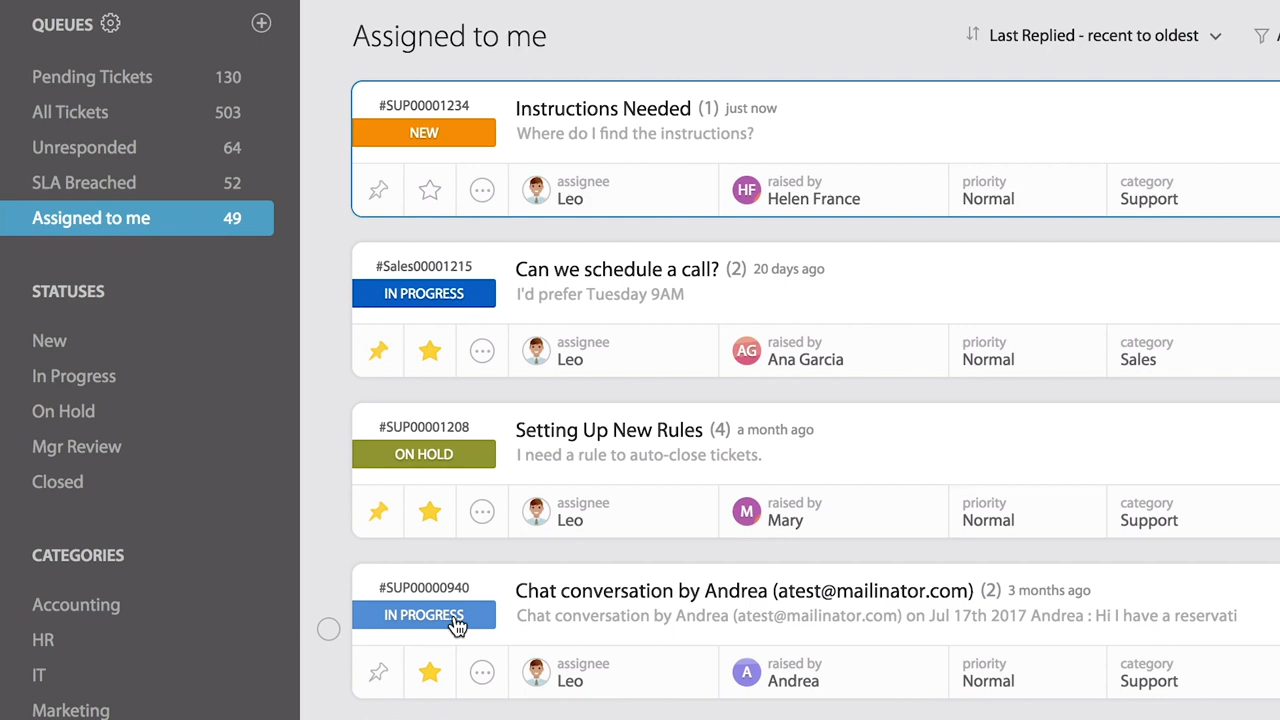 QUEUES
Pending Tickets 130
All Tickets 503
Unresponded 64
SLA Breached 52
Assigned to me 49
STATUSES
New
In Progress
On Hold
Mgr Review
Closed
CATEGORIES
Accounting
HR
IT
Marketing
Assigned to me
Last Replied - recent to oldest
#SUP00001234
NEW
Instructions Needed (1) just now
Where do I find the instructions?
assignee
Leo
HF
raised by
Helen France
priority
Normal
category
Support
#Sales00001215
IN PROGRESS
Can we schedule a call? (2) 20 days ago
I'd prefer Tuesday 9AM
assignee
Leo
AG
raised by
Ana Garcia
priority
Normal
category
Sales
#SUP00001208
ON HOLD
Setting Up New Rules (4) a month ago
I need a rule to auto-close tickets.
assignee
Leo
M
raised by
Mary
priority
Normal
category
Support
#SUP00000940
IN PROGRESS
Chat conversation by Andrea (atest@mailinator.com) (2) 3 months ago
Chat conversation by Andrea (atest@mailinator.com) on Jul 17th 2017 Andrea : Hi I have a reservati
assignee
Leo
A
raised by
Andrea
priority
Normal
category
Support